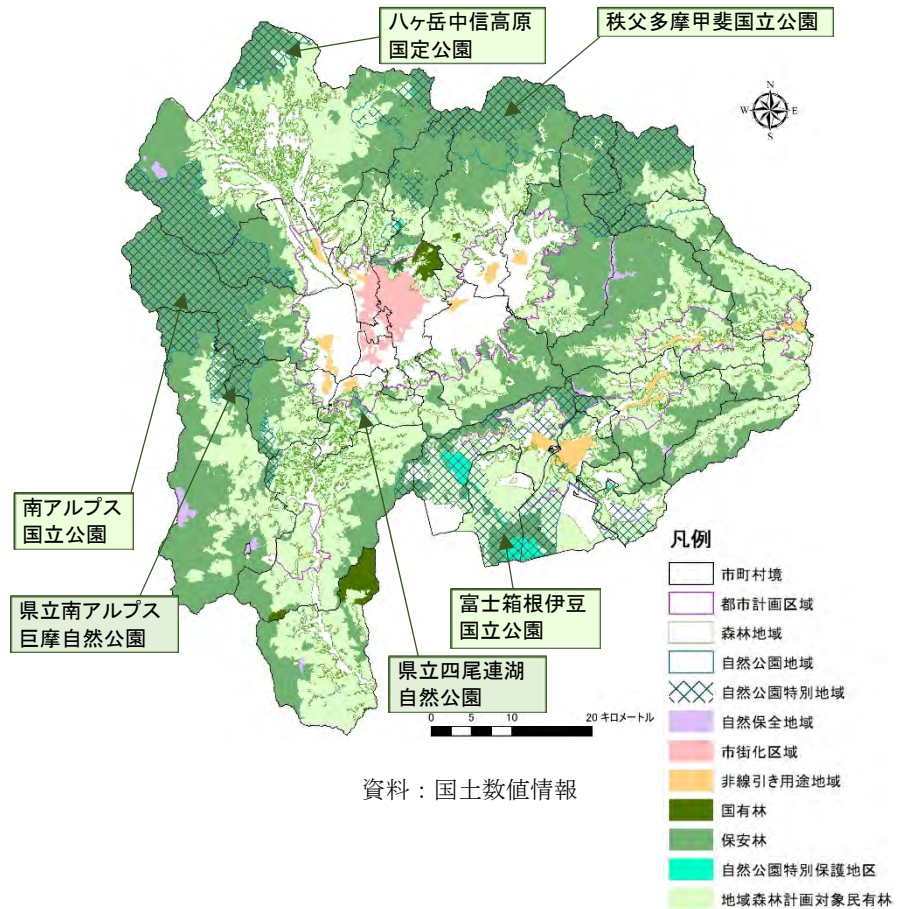 八ヶ岳中信高原
国定公園
秩父多摩甲斐国立公園
N
W E
S
南アルプス
国立公園
県立南アルプス
巨摩自然公園
富士箱根伊豆
国立公園
県立四尾連湖
自然公園
0 5 10 20 キロメートル
資料：国土数値情報
凡例
市町村境
都市計画区域
森林地域
自然公園地域
自然公園特別地域
自然保全地域
市街化区域
非線引き用途地域
国有林
保安林
自然公園特別保護地区
地域森林計画対象民有林